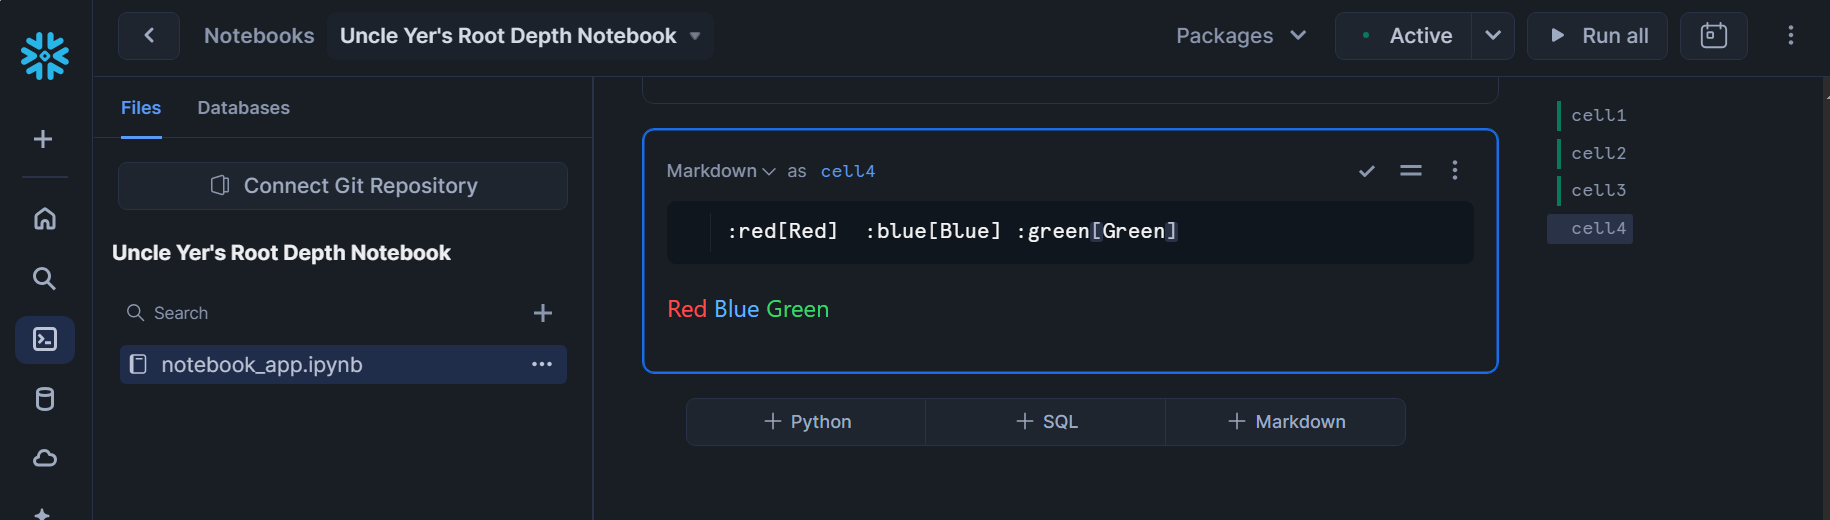 Notebooks Uncle Yer's Root Depth Notebook Packages Active Run all
Files Databases
Connect Git Repository
Uncle Yer's Root Depth Notebook
Search
notebook_app.ipynb
Markdown as cell4
:red[Red]  :blue[Blue] :green[Green]
Red Blue Green
Python SQL Markdown
cell1
cell2
cell3
cell4